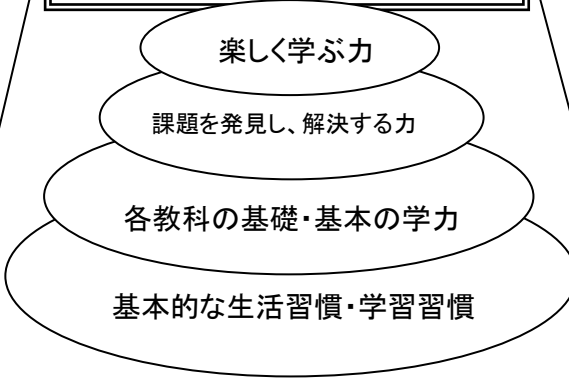 楽しく学ぶ力
課題を発見し、解決する力
各教科の基礎・基本の学力
基本的な生活習慣・学習習慣